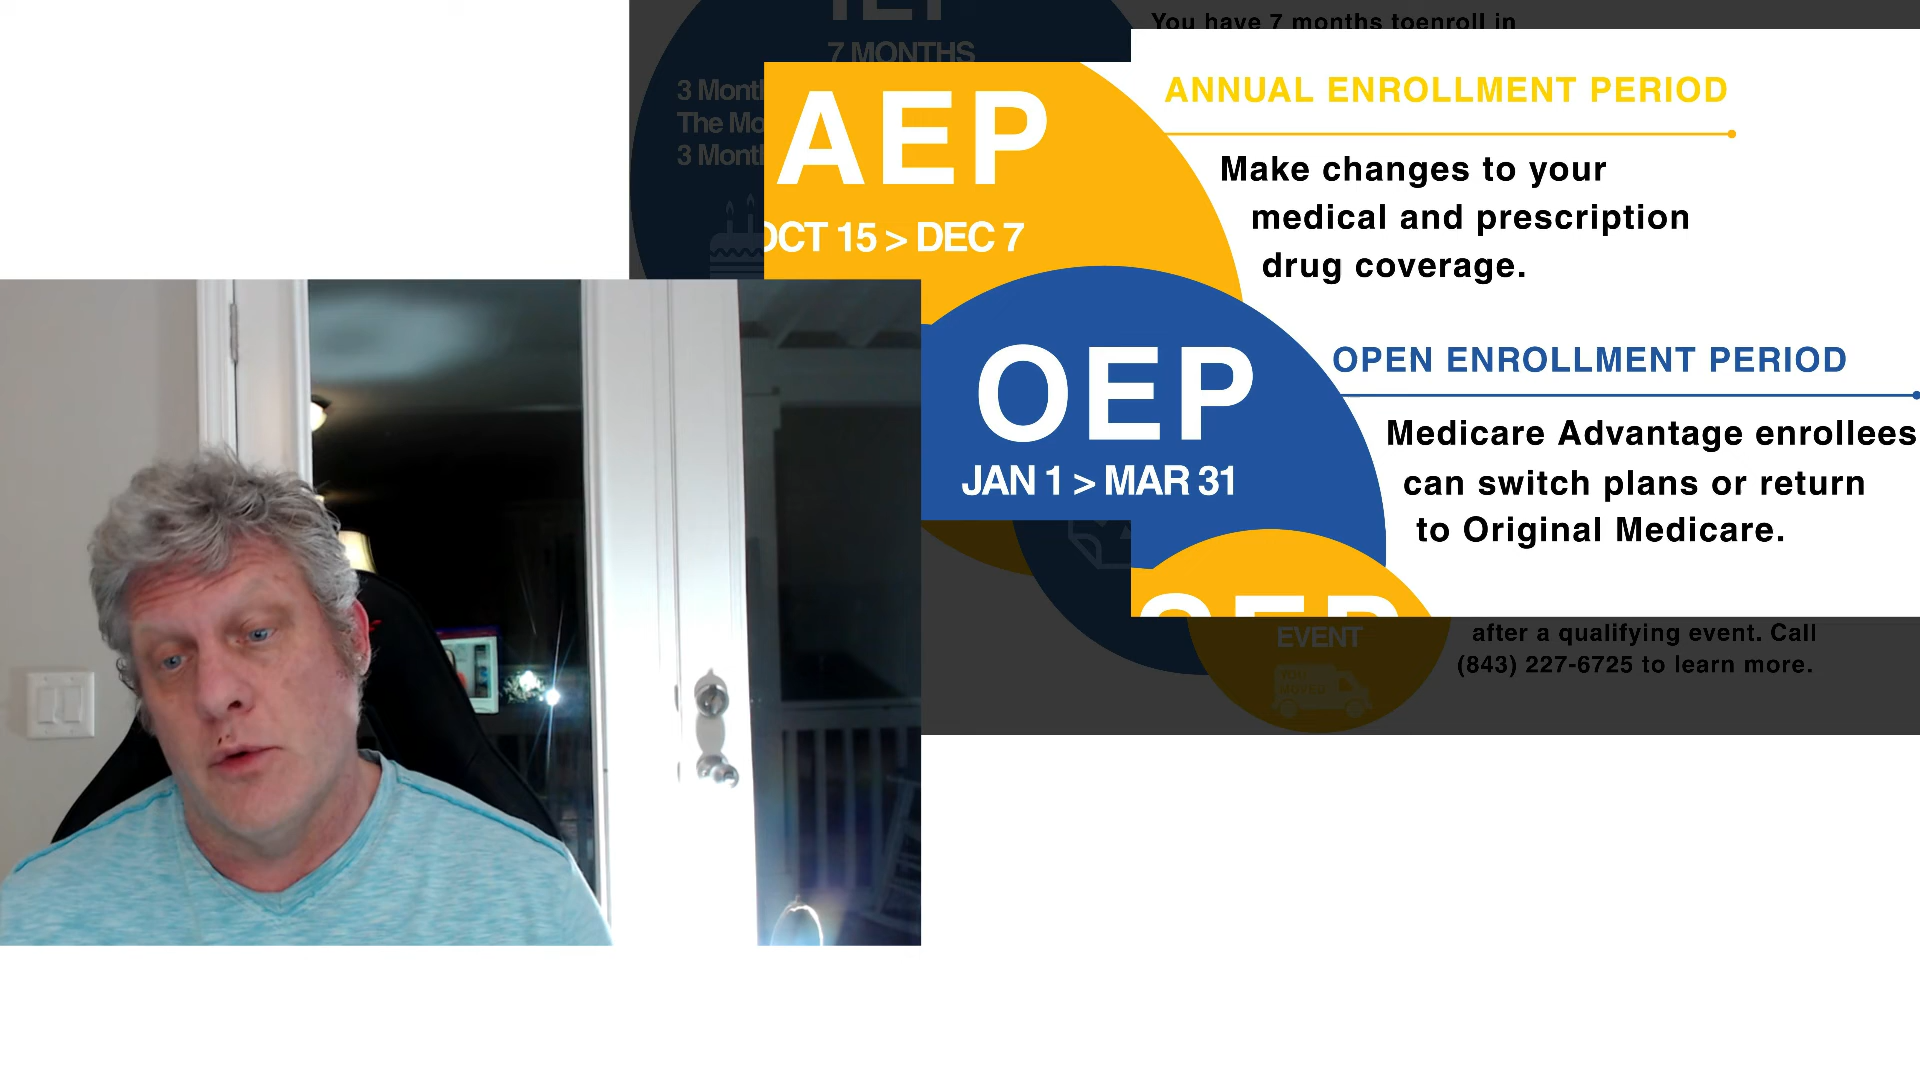 You have 7 months toenroll in
7 MONTHS
3 Mont
The Mo
3 Mont
AEP
OCT 15 > DEC 7
ANNUAL ENROLLMENT PERIOD
Make changes to your
medical and prescription
drug coverage.
OEP
JAN 1 > MAR 31
OPEN ENROLLMENT PERIOD
Medicare Advantage enrollees
can switch plans or return
to Original Medicare.
EVENT
YOU
MOVED
after a qualifying event. Call
(843) 227-6725 to learn more.